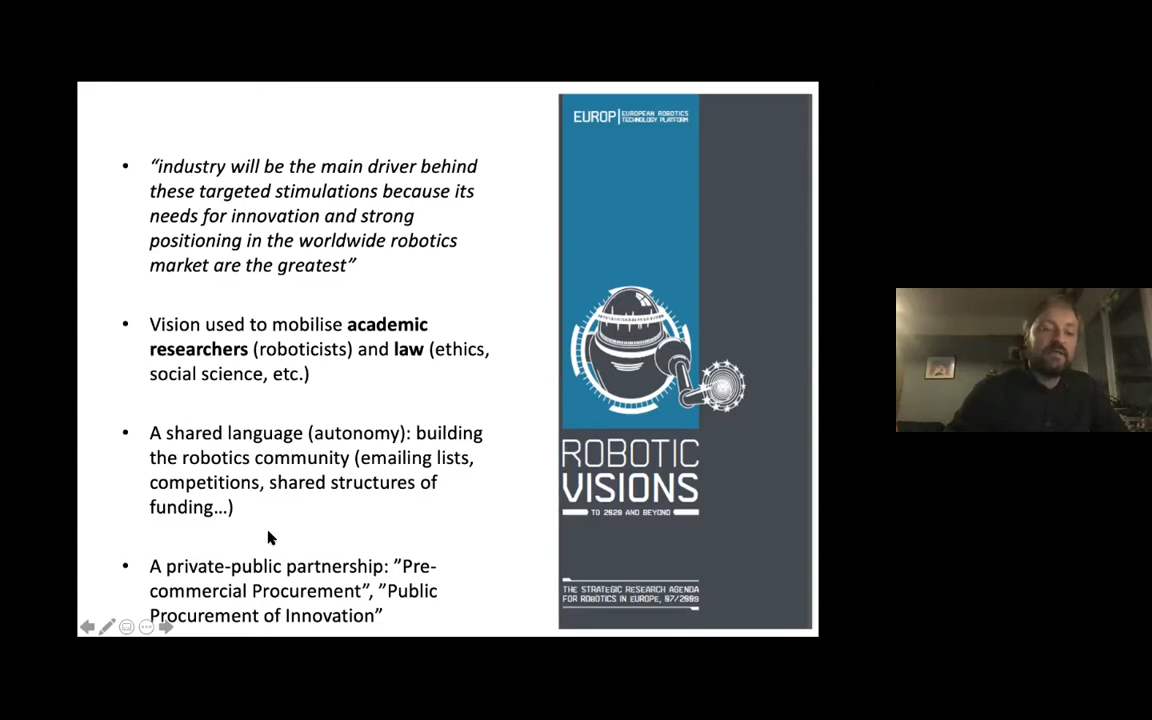 • “industry will be the main driver behind
these targeted stimulations because its
needs for innovation and strong
positioning in the worldwide robotics
market are the greatest”
• Vision used to mobilise academic
researchers (roboticists) and law (ethics,
social science, etc.)
• A shared language (autonomy): building
the robotics community (emailing lists,
competitions, shared structures of
funding…)
• A private-public partnership: ”Pre-
commercial Procurement”, ”Public
Procurement of Innovation”
EUROP | EUROPEAN ROBOTICS
TECHNOLOGY PLATFORM
ROBOTIC
VISIONS
TO 2020 AND BEYOND
THE STRATEGIC RESEARCH AGENDA
FOR ROBOTICS IN EUROPE, 07/2009